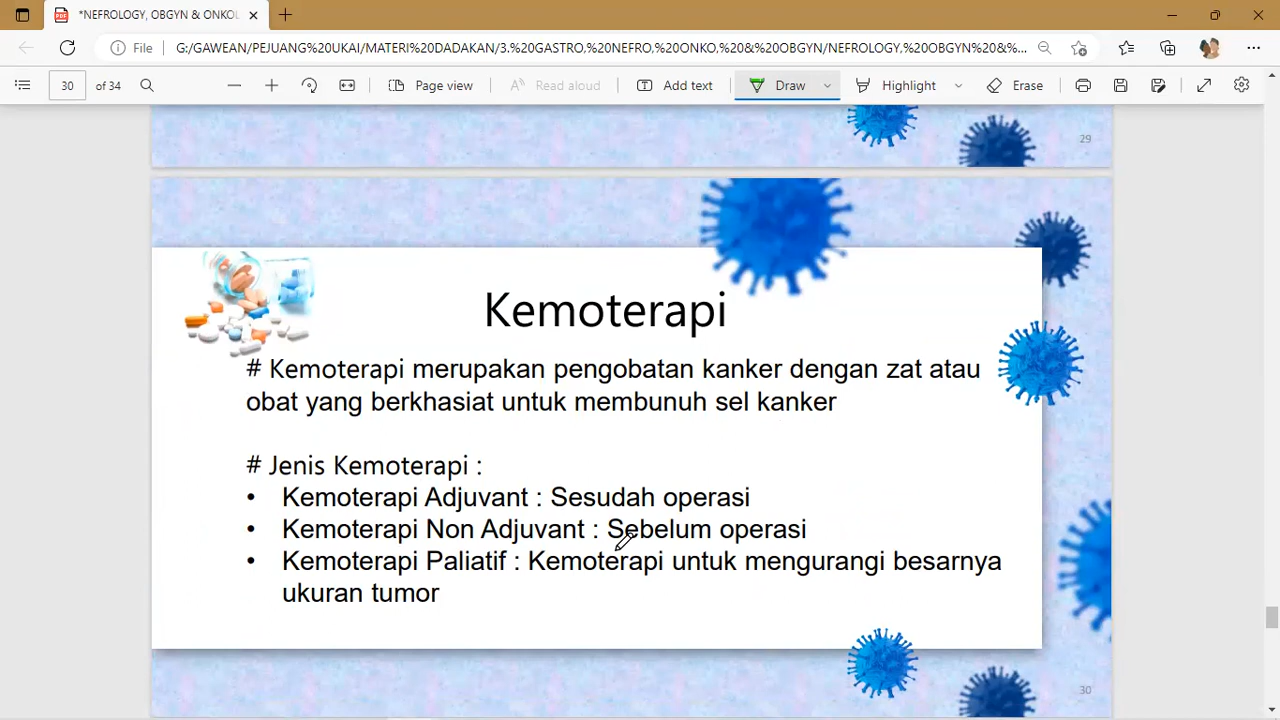 *NEFROLOGY, OBGYN & ONKOL
File
G:/GAWEAN/PEJUANG%20UKAI/MATERI%20DADAKAN/3.%20GASTRO,%20NEFRO,%20ONKO,%20&%20OBGYN/NEFROLOGY,%20OBGYN%20&%...
30 of 34
Page view
Read aloud
Add text
Draw
Highlight
Erase
29
Kemoterapi
# Kemoterapi merupakan pengobatan kanker dengan zat atau
obat yang berkhasiat untuk membunuh sel kanker
# Jenis Kemoterapi :
• Kemoterapi Adjuvant : Sesudah operasi
• Kemoterapi Non Adjuvant : Sebelum operasi
• Kemoterapi Paliatif : Kemoterapi untuk mengurangi besarnya
ukuran tumor
30